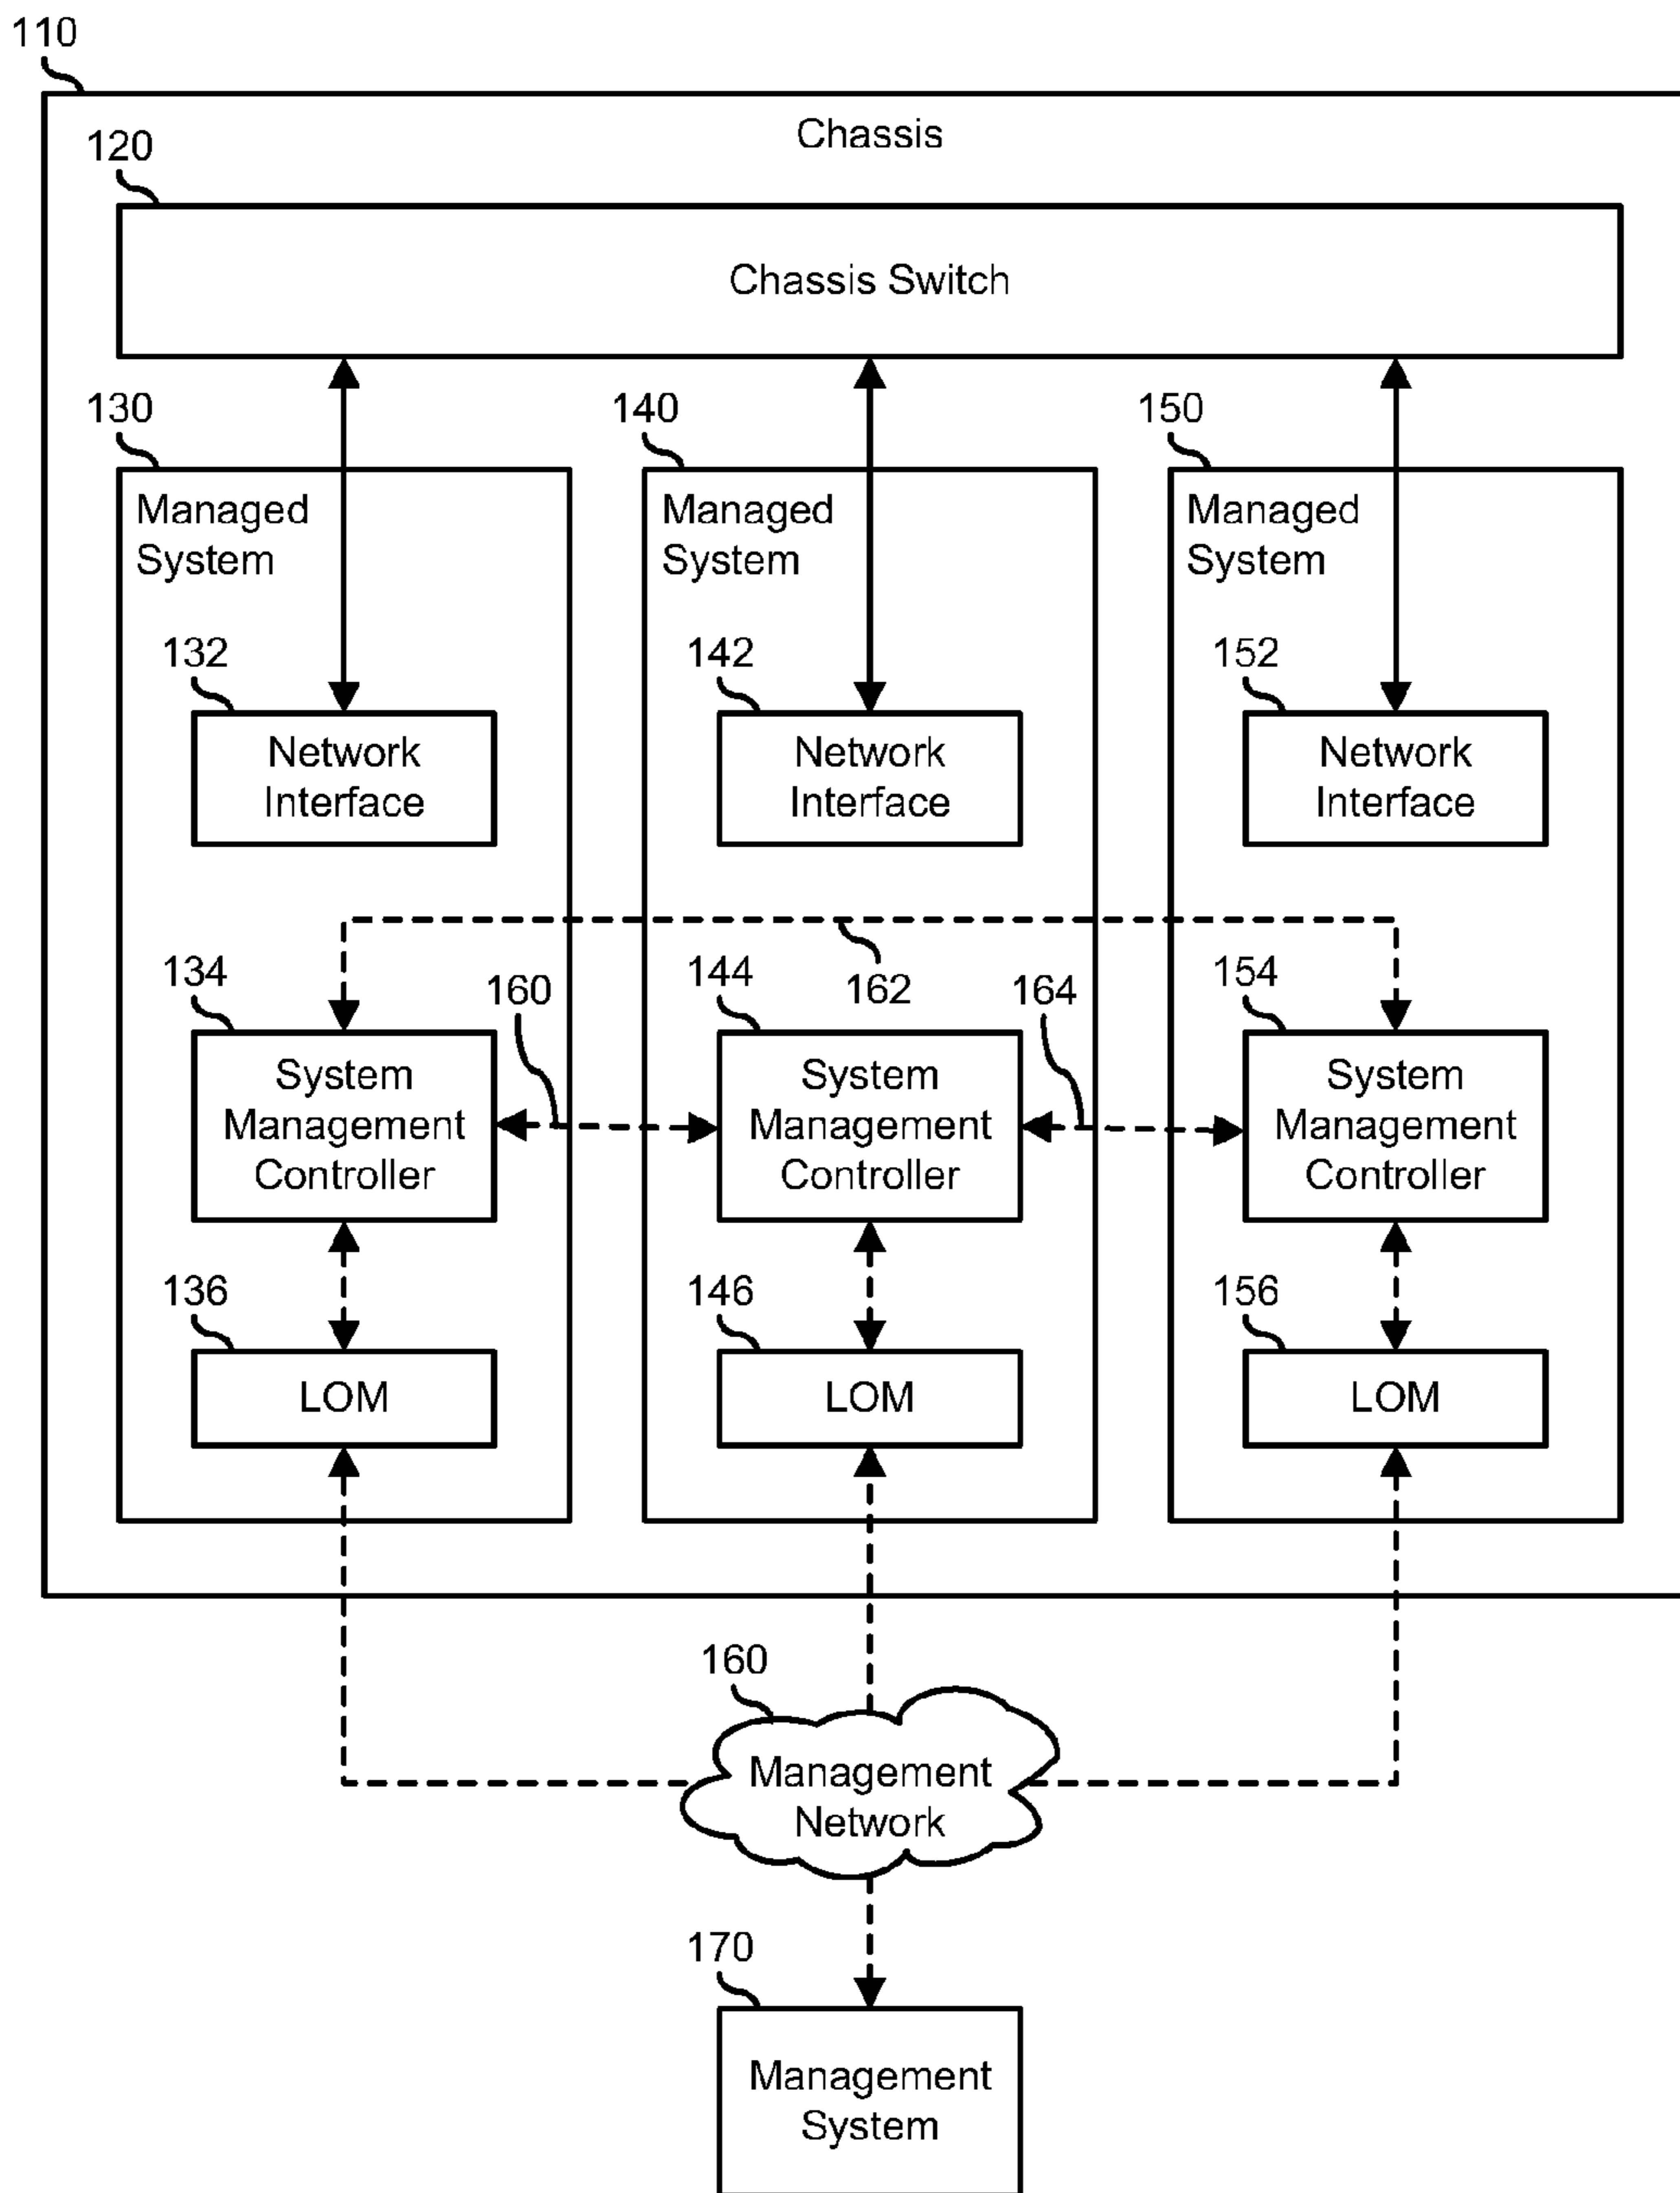 110
Chassis
120
Chassis Switch
130
140
150
Managed
System
Managed
System
Managed
System
132
142
152
Network
Interface
Network
Interface
Network
Interface
134
160
144
162
164
154
System
Management
Controller
System
Management
Controller
System
Management
Controller
136
146
156
LOM
LOM
LOM
160
Management
Network
170
Management
System